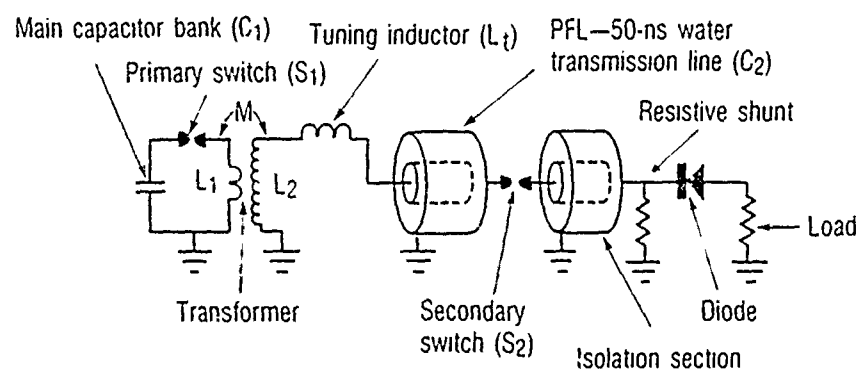 Main capacitor bank (C₁)
Primary switch (S₁)
M
Tuning inductor (Lₜ)
PFL—50-ns water
transmission line (C₂)
Resistive shunt
L₁
L₂
Load
Transformer
Secondary
switch (S₂)
Diode
Isolation section